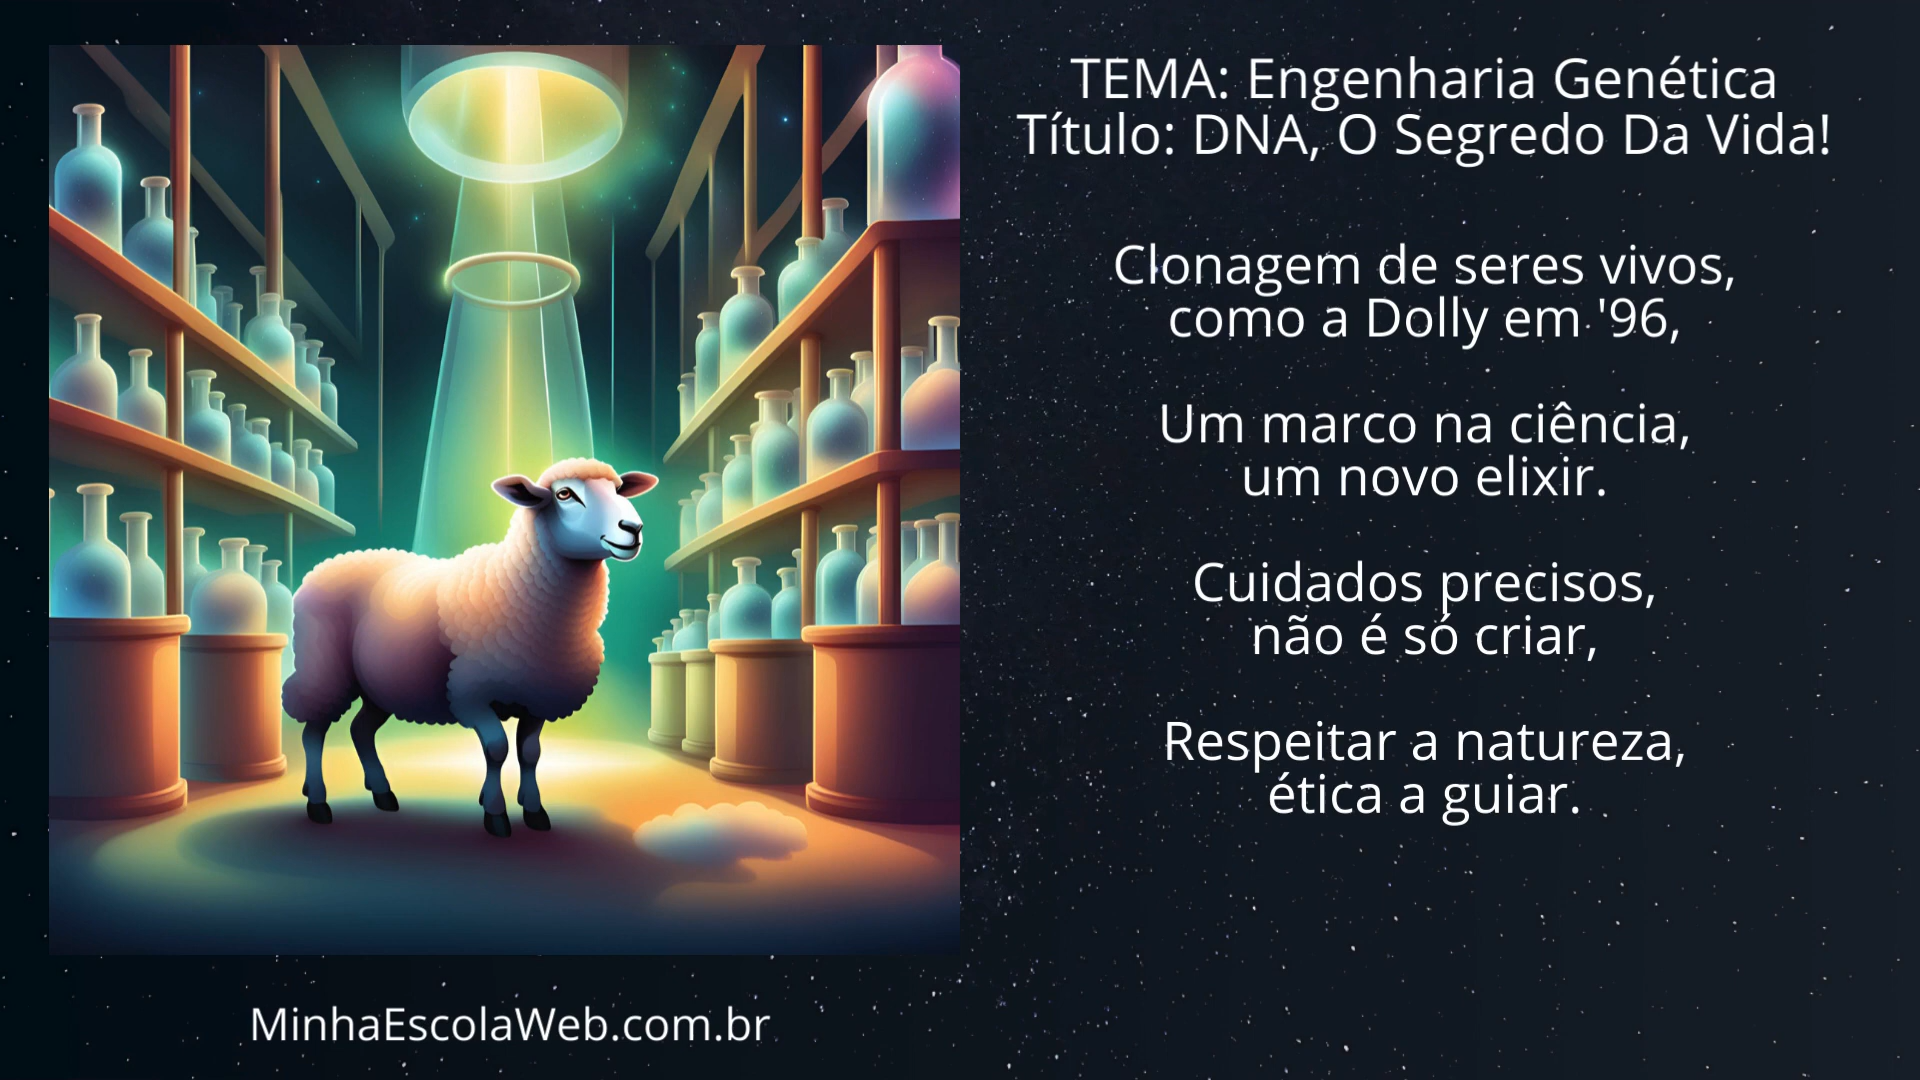 TEMA: Engenharia Genética
Título: DNA, O Segredo Da Vida!
Clonagem de seres vivos,
como a Dolly em '96,
Um marco na ciência,
um novo elixir.
Cuidados precisos,
não é só criar,
Respeitar a natureza,
ética a guiar.
MinhaEscolaWeb.com.br